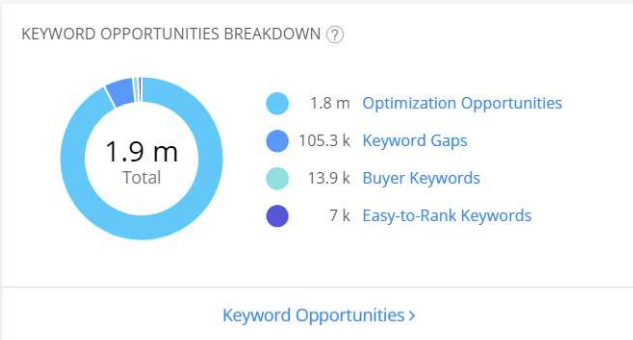 KEYWORD OPPORTUNITIES BREAKDOWN ?
1.9 m
Total
1.8 m Optimization Opportunities
105.3 k Keyword Gaps
13.9 k Buyer Keywords
7 k Easy-to-Rank Keywords
Keyword Opportunities >